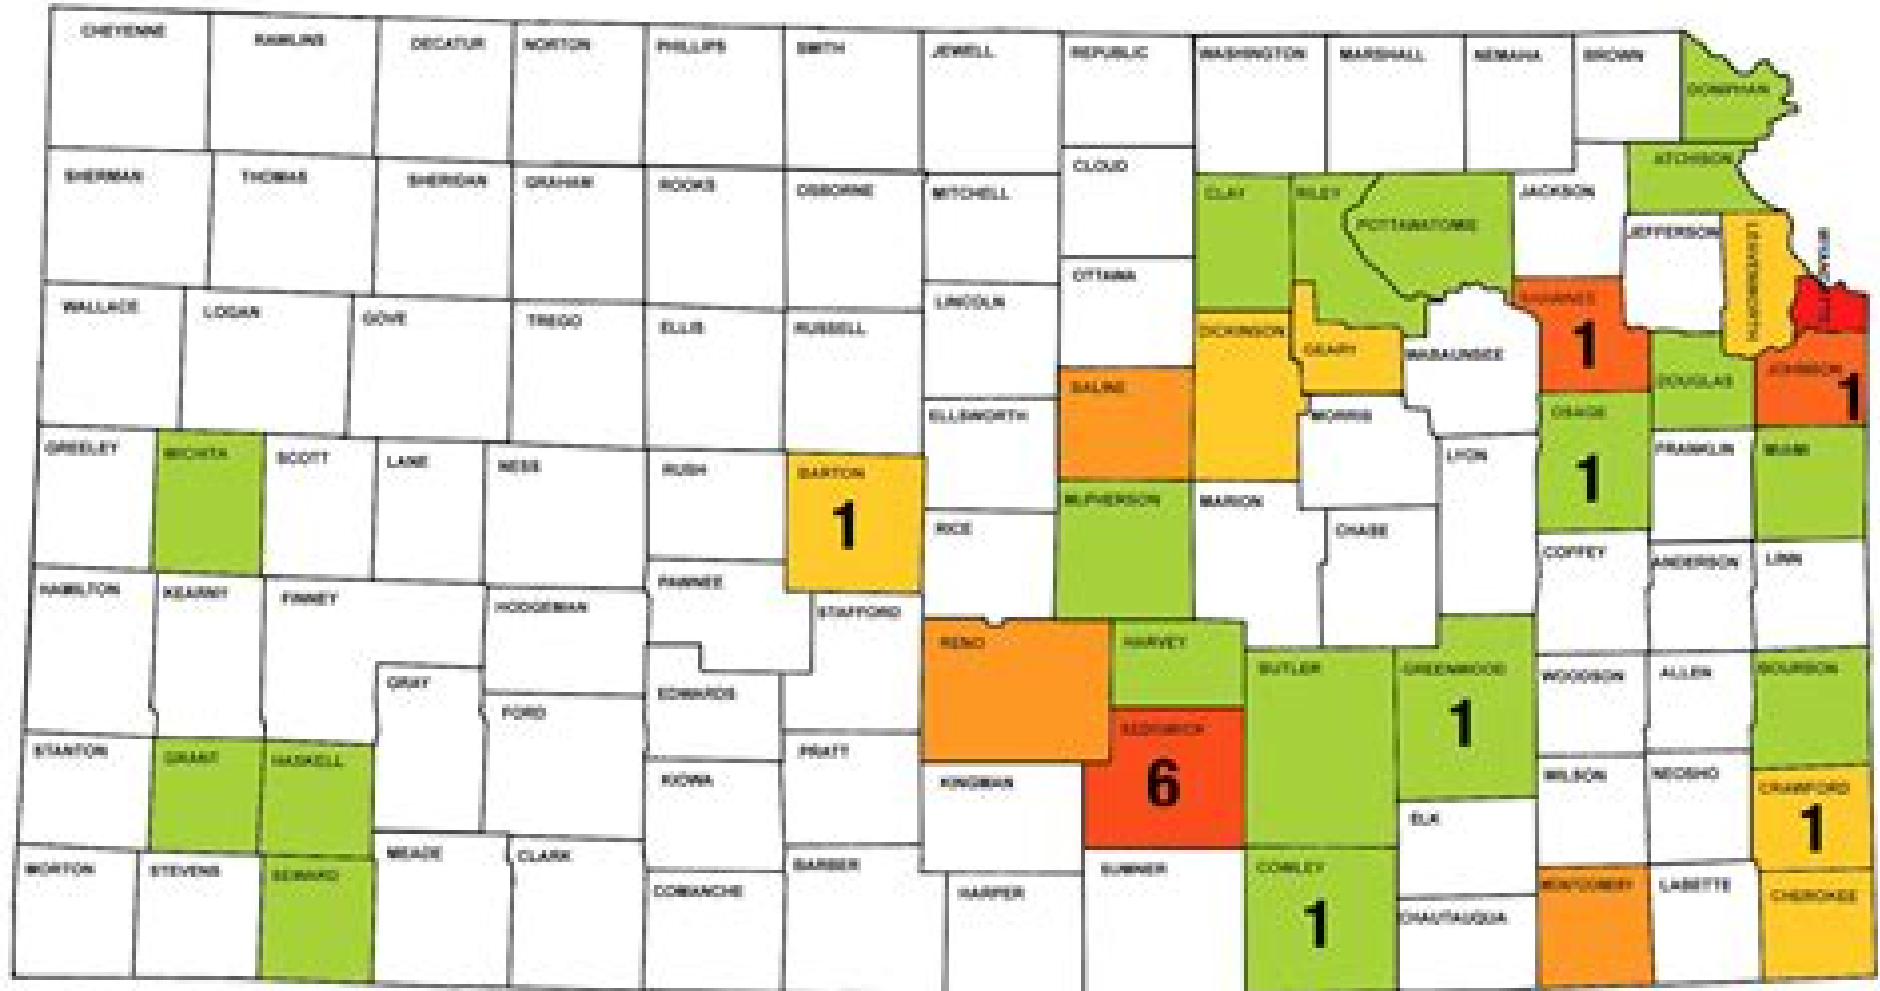 CHEYENNE
RAWLINS
DECATUR
NORTON
PHILLIPS
SMITH
JEWELL
REPUBLIC
WASHINGTON
MARSHALL
NEMAHA
BROWN
DONIPHAN
SHERMAN
THOMAS
SHERIDAN
GRAHAM
ROOKS
OSBORNE
MITCHELL
CLOUD
CLAY
RILEY
POTTAWATOMIE
JACKSON
ATCHISON
JEFFERSON
LEAVENWORTH
WYANDOTTE
WALLACE
LOGAN
GOVE
TREGO
ELLIS
RUSSELL
LINCOLN
OTTAWA
DICKINSON
GEARY
WABAUNSEE
SHAWNEE
1
DOUGLAS
JOHNSON
1
GREELEY
WICHITA
SCOTT
LANE
NESS
RUSH
BARTON
1
ELLSWORTH
SALINE
MORRIS
LYON
OSAGE
1
FRANKLIN
MIAMI
RICE
MCPHERSON
MARION
CHASE
COFFEY
ANDERSON
LINN
HAMILTON
KEARNY
FINNEY
HODGEMAN
PAWNEE
STAFFORD
GRAY
FORD
EDWARDS
RENO
HARVEY
BUTLER
GREENWOOD
1
WOODSON
ALLEN
BOURBON
STANTON
GRANT
HASKELL
KIOWA
PRATT
KINGMAN
SEDGWICK
6
ELK
WILSON
NEOSHO
CRAWFORD
1
MORTON
STEVENS
SEWARD
MEADE
CLARK
COMANCHE
BARBER
HARPER
SUMNER
COWLEY
1
CHAUTAUQUA
MONTGOMERY
LABETTE
CHEROKEE